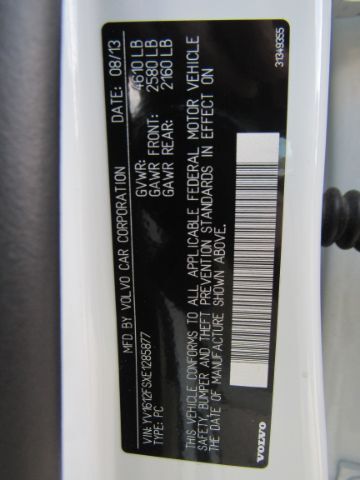 MFD BY VOLVO CAR CORPORATION DATE: 08/13
GVWR: 4610 LB
GAWR FRONT: 2580 LB
GAWR REAR: 2160 LB
VIN: YV1612FSXE1285877
TYPE: PC
THIS VEHICLE CONFORMS TO ALL APPLICABLE FEDERAL MOTOR VEHICLE
SAFETY, BUMPER AND THEFT PREVENTION STANDARDS IN EFFECT ON
THE DATE OF MANUFACTURE SHOWN ABOVE.
VOLVO
31349355